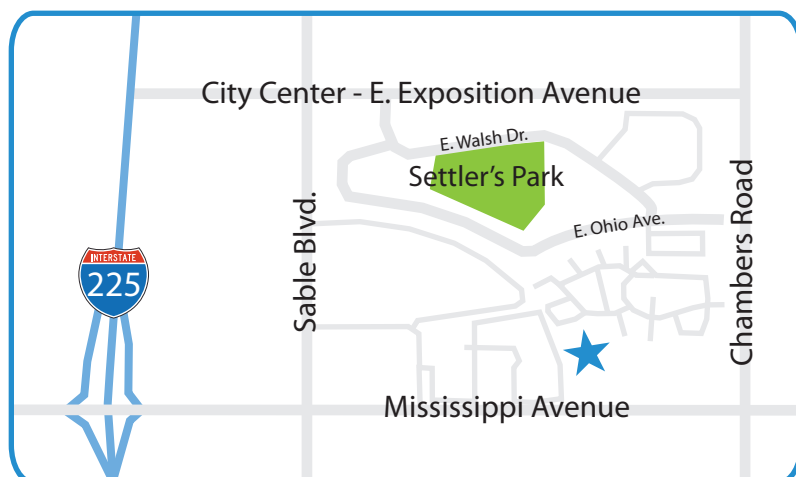 City Center - E. Exposition Avenue
E. Walsh Dr.
Settler's Park
E. Ohio Ave.
Sable Blvd.
Chambers Road
INTERSTATE
225
Mississippi Avenue